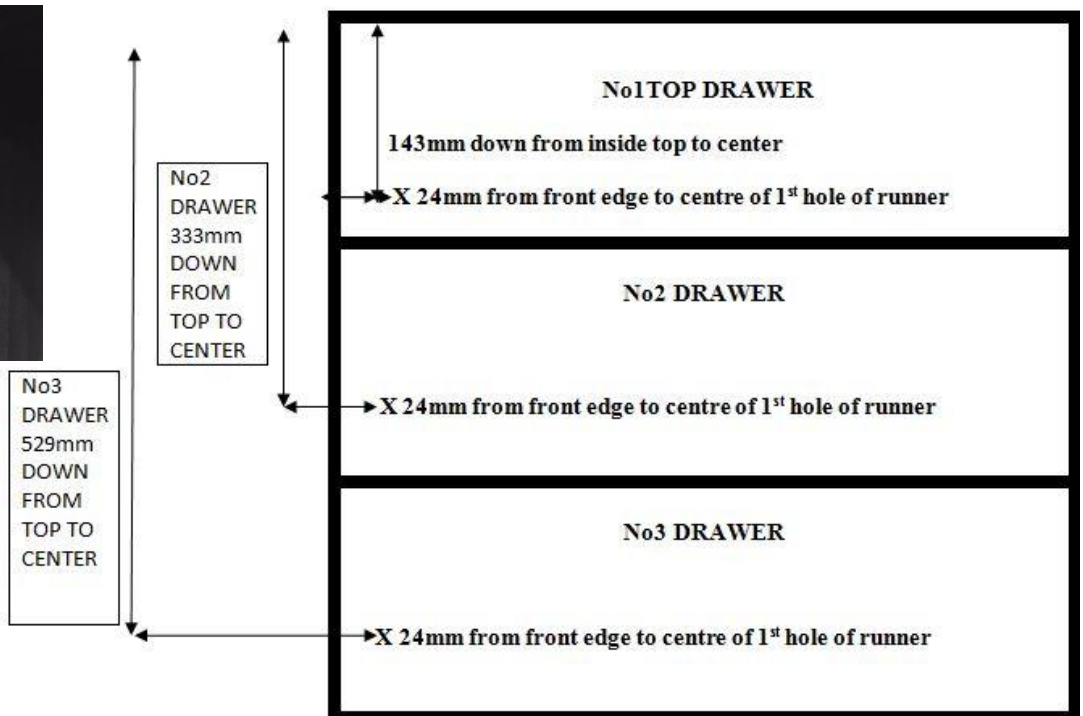 No1TOP DRAWER
143mm down from inside top to center
X 24mm from front edge to centre of 1st hole of runner
No2
DRAWER
333mm
DOWN
FROM
TOP TO
CENTER
No2 DRAWER
X 24mm from front edge to centre of 1st hole of runner
No3
DRAWER
529mm
DOWN
FROM
TOP TO
CENTER
No3 DRAWER
X 24mm from front edge to centre of 1st hole of runner